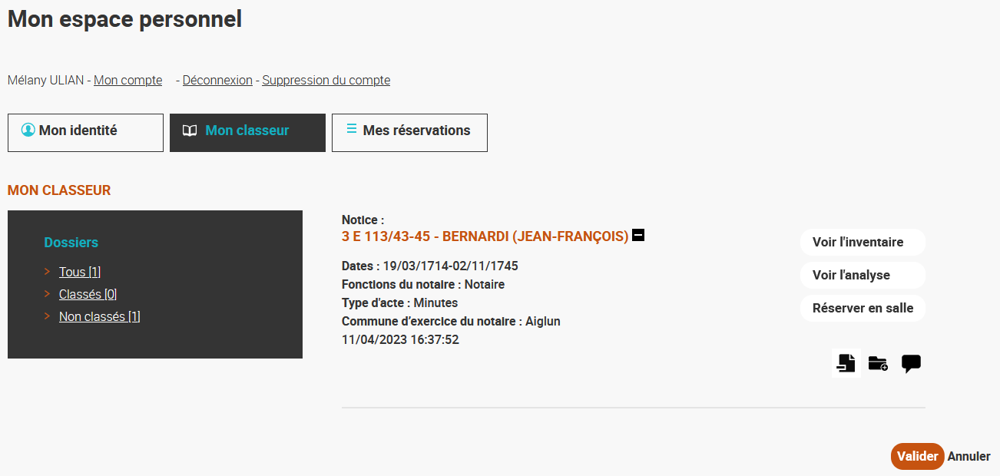 Mon espace personnel
Mélany ULIAN - Mon compte - Déconnexion - Suppression du compte
Mon identité
Mon classeur
Mes réservations
MON CLASSEUR
Dossiers
> Tous [1]
> Classés [0]
> Non classés [1]
Notice :
3 E 113/43-45 - BERNARDI (JEAN-FRANÇOIS)
Dates : 19/03/1714-02/11/1745
Fonctions du notaire : Notaire
Type d'acte : Minutes
Commune d'exercice du notaire : Aiglun
11/04/2023 16:37:52
Voir l'inventaire
Voir l'analyse
Réserver en salle
Valider Annuler